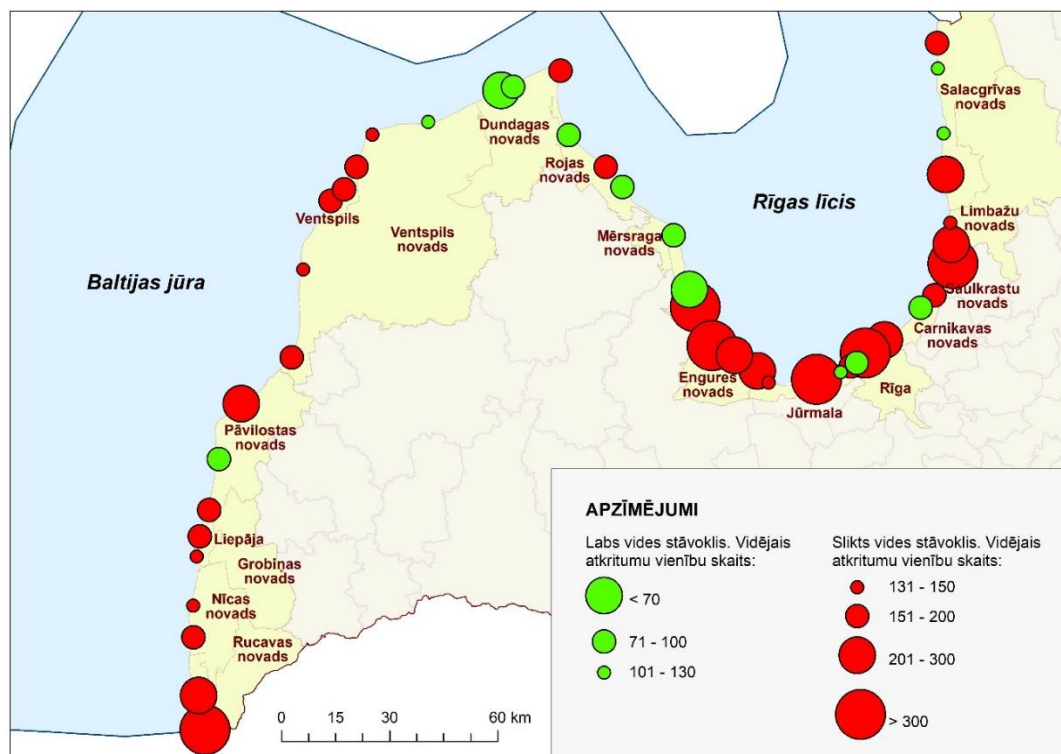 Salacgrīvas
novads
Dundagas
novads
Rojas
novads
Rīgas līcis
Ventspils
Limbažu
novads
Ventspils
novads
Mērsraga
novads
Baltijas jūra
Saulkrastu
novads
Carnikavas
novads
Engures
novads
Rīga
Jūrmala
Pāvilostas
novads
Liepāja
Grobiņas
novads
Nīcas
novads
Rucavas
novads
0 15 30 60 km
APZĪMĒJUMI
Labs vides stāvoklis. Vidējais
atkritumu vienību skaits:
< 70
71 - 100
101 - 130
Slikts vides stāvoklis. Vidējais
atkritumu vienību skaits:
131 - 150
151 - 200
201 - 300
> 300